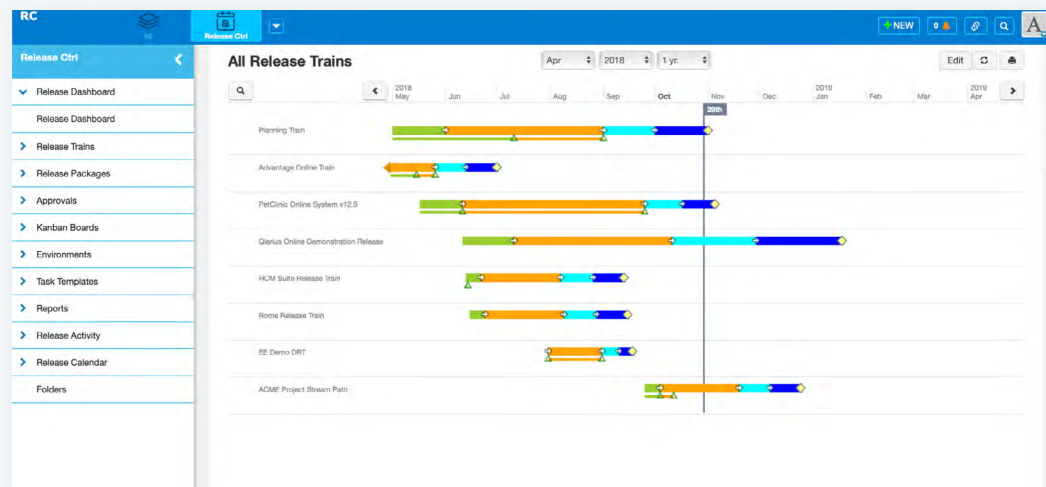 RC
Release Ctrl
NEW
0
A
Release Ctrl
Release Dashboard
Release Dashboard
Release Trains
Release Packages
Approvals
Kanban Boards
Environments
Task Templates
Reports
Release Activity
Release Calendar
Folders
All Release Trains
Apr 2018 1 yr.
Edit
2018 2019 2019
May Jun Jul Aug Sep Oct Nov Dec Jan Feb Mar Apr
29th
Planning Train
Advantage Online Train
PetClinic Online System v12.9
Qlarius Online Demonstration Release
HCM Suite Release Train
Rome Release Train
EE Demo DRT
ACME Project Stream Path